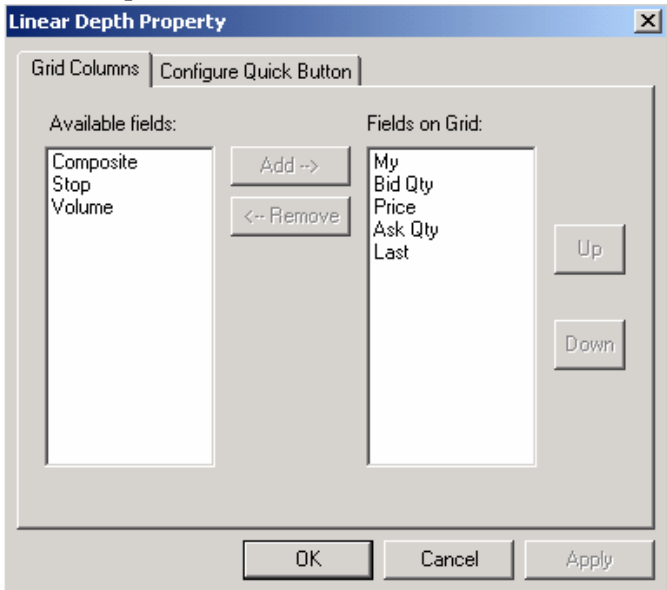 Linear Depth Property
Grid Columns
Configure Quick Button
Available fields:
Composite
Stop
Volume
Add -->
<-- Remove
Fields on Grid:
My
Bid Qty
Price
Ask Qty
Last
Up
Down
OK
Cancel
Apply